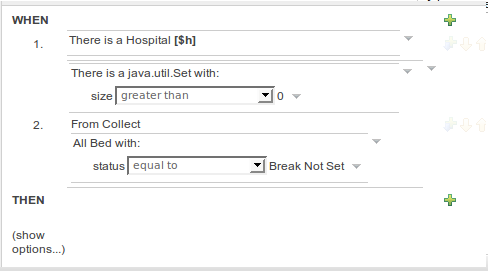 WHEN
1. There is a Hospital [$h]
There is a java.util.Set with:
size greater than 0
2. From Collect
All Bed with:
status equal to Break Not Set
THEN
(show
options...)